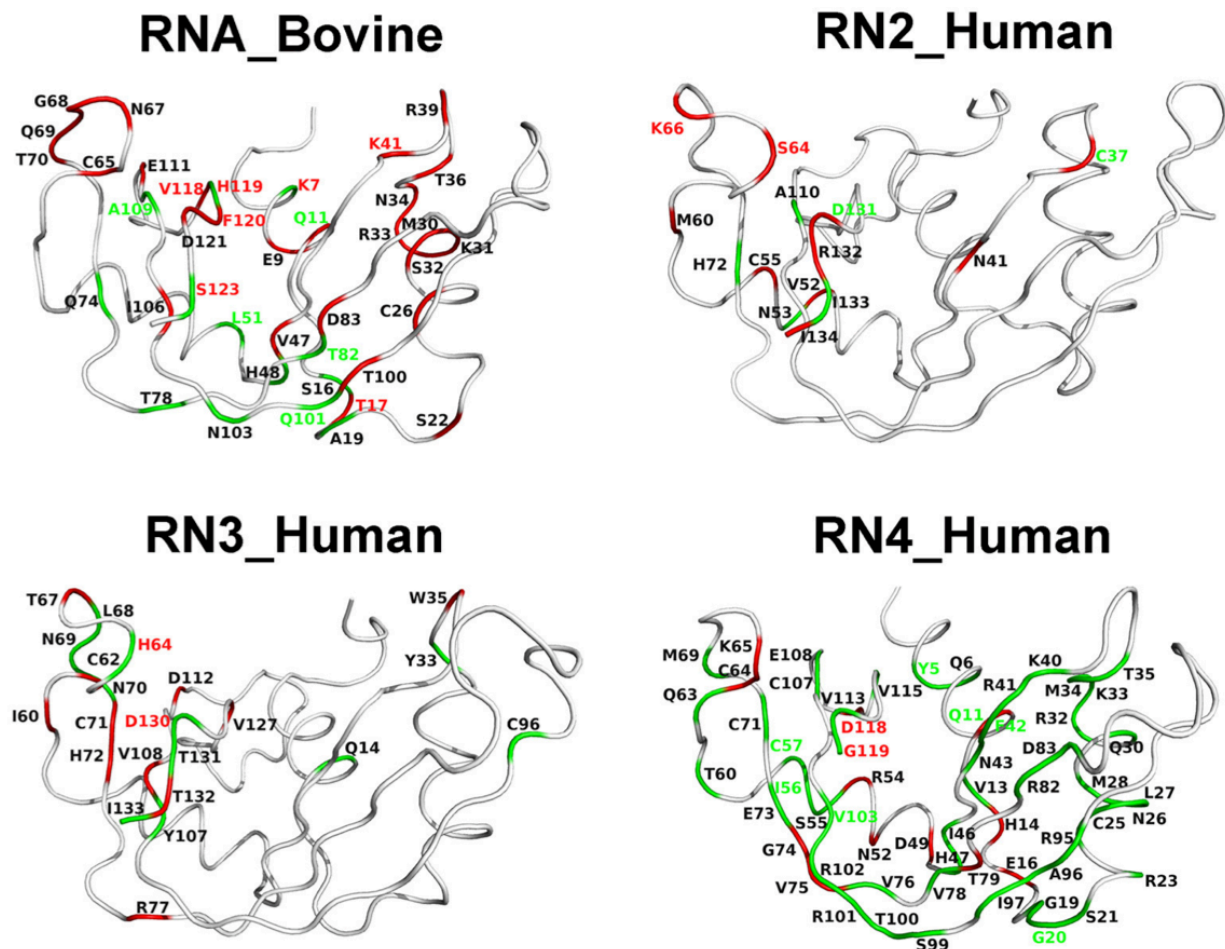 RNA_Bovine
G68
N67
Q69
T70
C65
E111
V118
H119
A109
F120
D121
K7
Q11
E9
K41
R39
T36
N34
M30
R33
K31
S32
C26
Q74
I106
S123
L51
V47
D83
H48
T82
S16
T100
T78
N103
Q101
T17
A19
S22
RN2_Human
K66
S64
C37
A110
D131
M60
R132
C55
H72
V52
N41
N53
I133
I134
RN3_Human
T67
L68
N69
H64
C62
D112
N70
W35
Y33
I60
C71
D130
V127
C96
H72
V108
T131
Q14
I133
T132
Y107
R77
RN4_Human
M69
K65
E108
C64
C107
Q63
V113
V115
Y5
Q6
K40
T35
R41
M34
K33
Q11
E42
R32
C71
D118
G119
N43
D83
Q30
C57
T60
I56
R54
V13
R82
M28
L27
E73
S55
V103
H14
C25
N26
G74
N52
D49
I46
H47
R95
R102
T79
E16
A96
R23
V75
V76
V78
R101
T100
I97
G19
S21
S99
G20